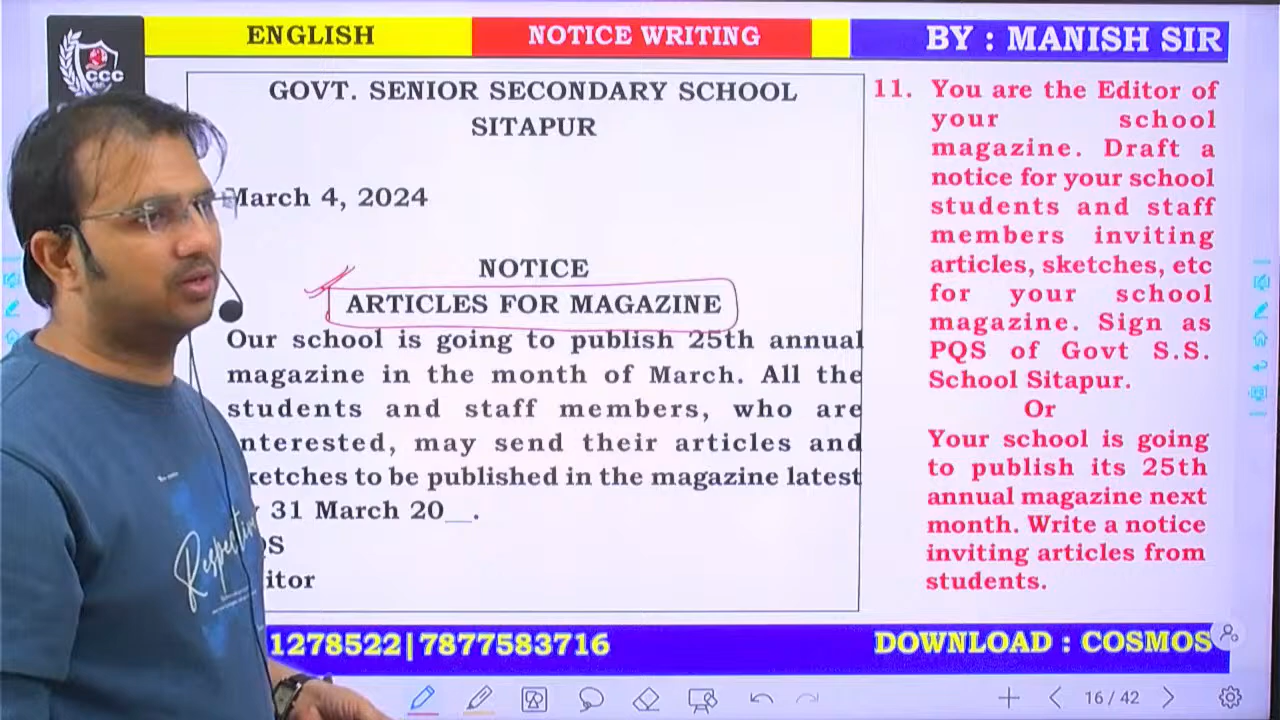 CCC
ENGLISH
NOTICE WRITING
BY : MANISH SIR
GOVT. SENIOR SECONDARY SCHOOL
SITAPUR
March 4, 2024
NOTICE
ARTICLES FOR MAGAZINE
Our school is going to publish 25th annual
magazine in the month of March. All the
students and staff members, who are
nterested, may send their articles and
ketches to be published in the magazine latest
31 March 20__.
QS
itor
11. You are the Editor of
your school
magazine. Draft a
notice for your school
students and staff
members inviting
articles, sketches, etc
for your school
magazine. Sign as
PQS of Govt S.S.
School Sitapur.
Or
Your school is going
to publish its 25th
annual magazine next
month. Write a notice
inviting articles from
students.
Respective
1278522|7877583716
DOWNLOAD : COSMOS
16 / 42